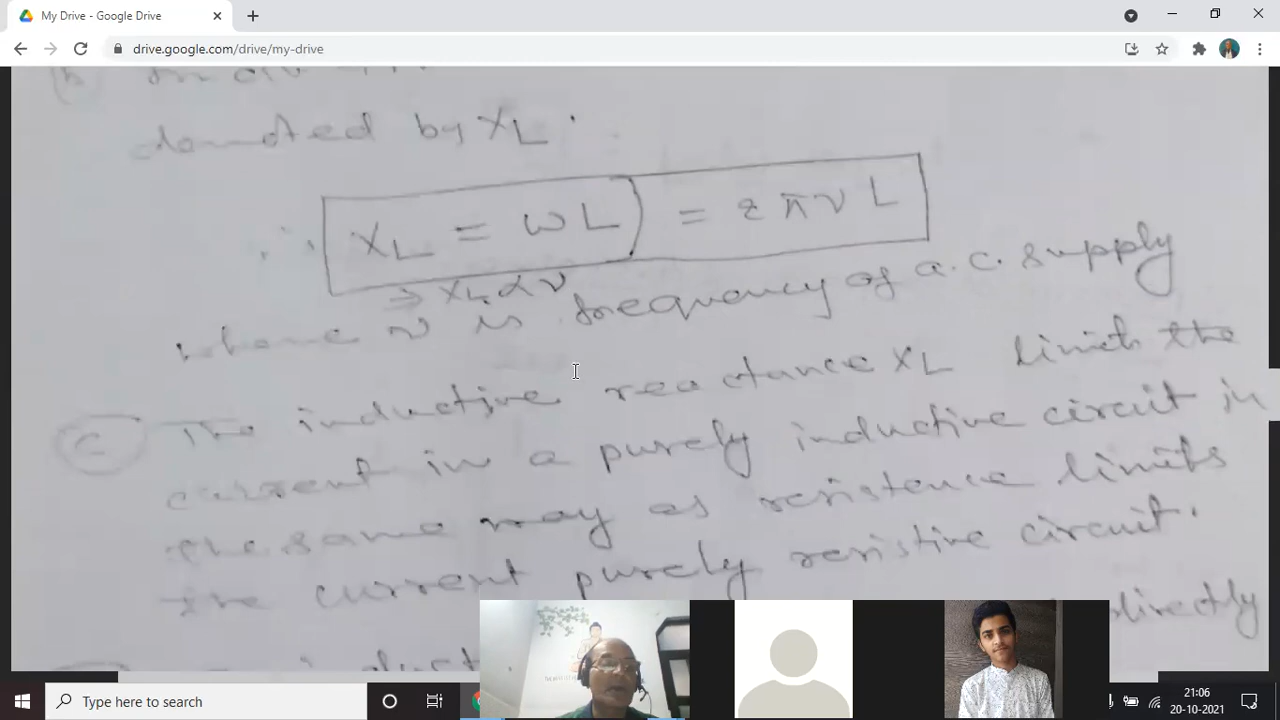 My Drive - Google Drive
drive.google.com/drive/my-drive
denoted by XL.
∴ XL = ωL = 2πνL
⇒ XL α ν
where ν is frequency of a.c. supply
(c) The inductive reactance XL limits the
current in a purely inductive circuit in
the same way as resistence limits
the current purely resistive circuit.
directly
Type here to search
21:06
20-10-2021